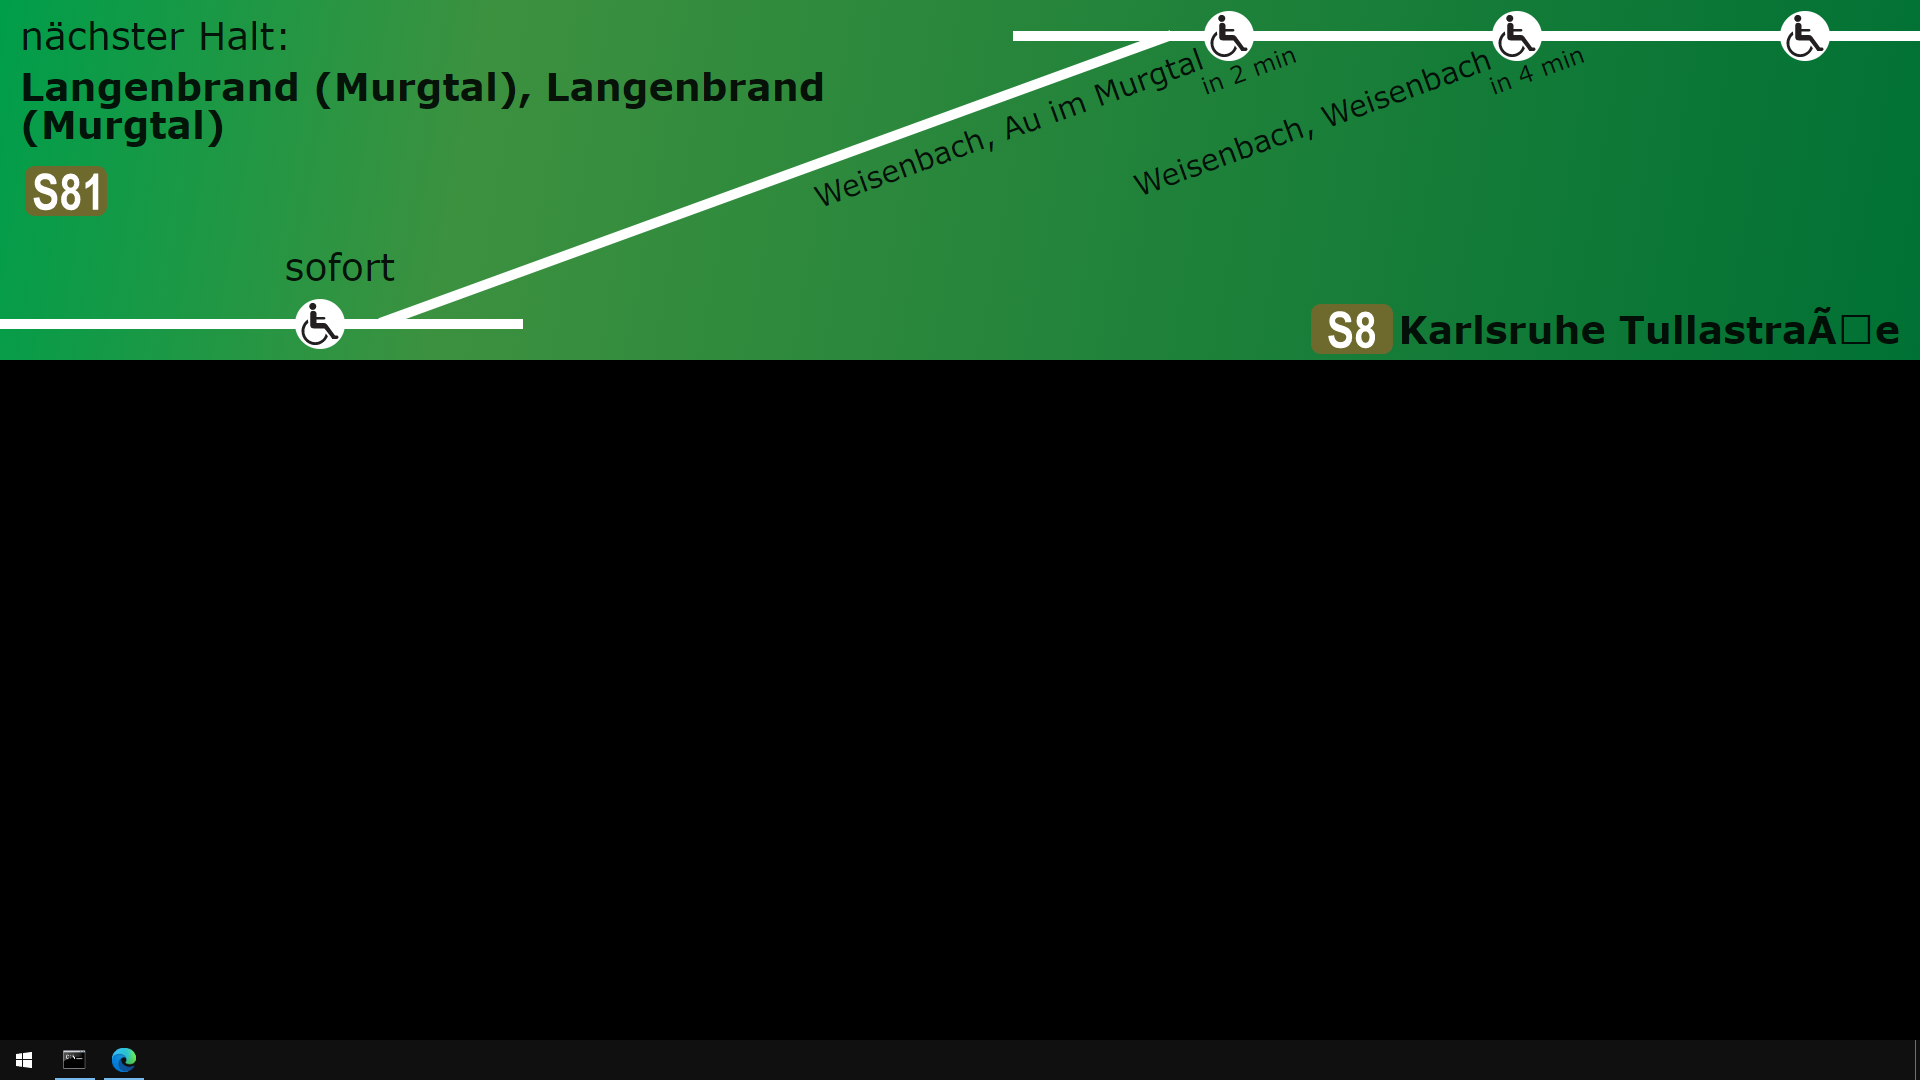 nächster Halt:
Langenbrand (Murgtal), Langenbrand
(Murgtal)
S81
sofort
Weisenbach, Au im Murgtal
in 2 min
Weisenbach, Weisenbach
in 4 min
S8 Karlsruhe TullastraÃ□e